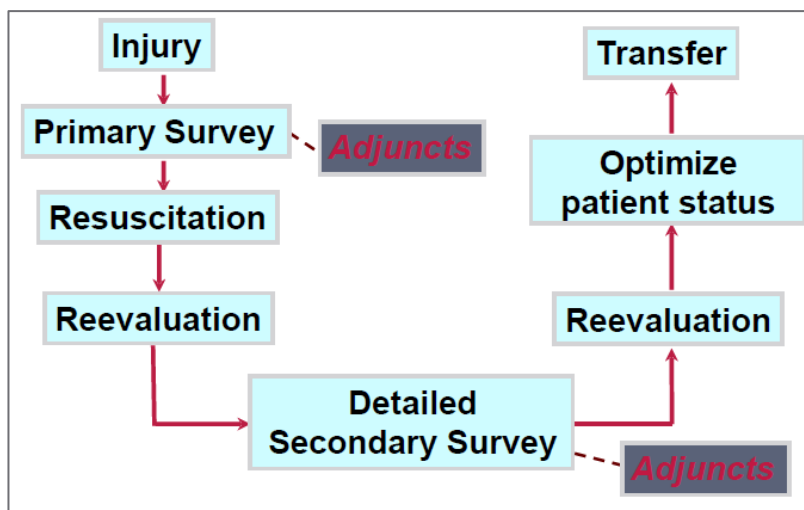 Injury
Primary Survey
Adjuncts
Resuscitation
Reevaluation
Detailed
Secondary Survey
Adjuncts
Reevaluation
Optimize
patient status
Transfer